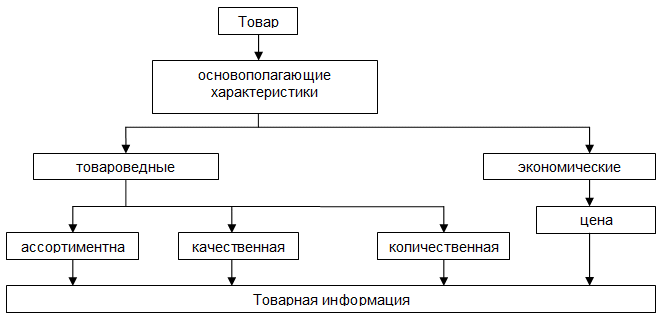 Товар
основополагающие
характеристики
товароведные
экономические
цена
ассортиментна
качественная
количественная
Товарная информация